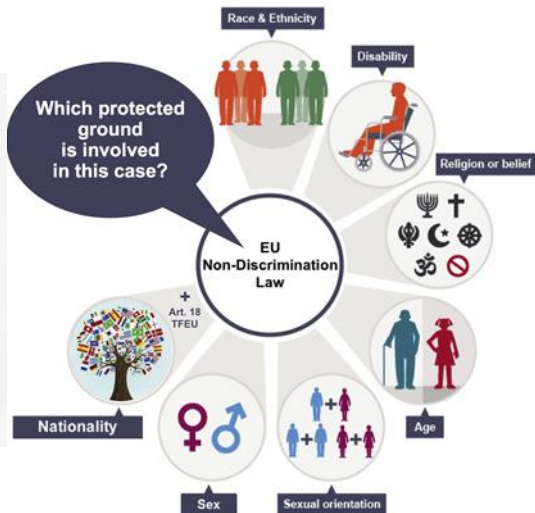 Race & Ethnicity
Disability
Which protected
ground
is involved
in this case?
Religion or belief
EU
Non-Discrimination
Law
+
Art. 18
TFEU
Nationality
Age
Sex
Sexual orientation